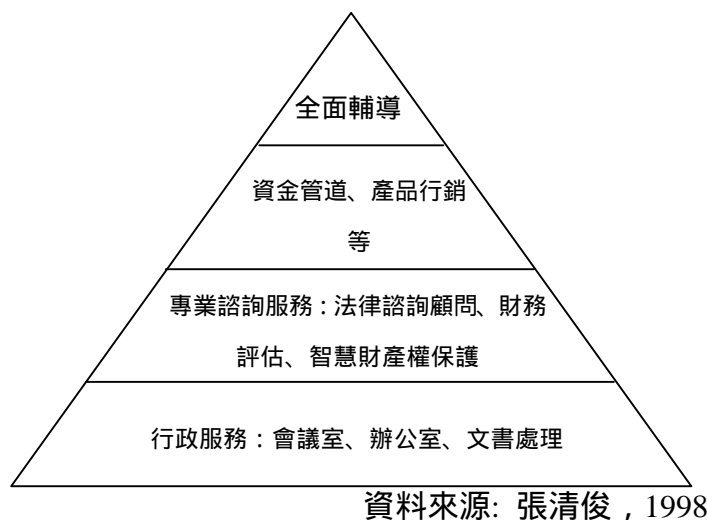 全面輔導
資金管道、產品行銷
等
專業諮詢服務：法律諮詢顧問、財務
評估、智慧財產權保護
行政服務：會議室、辦公室、文書處理
資料來源: 張清俊，1998